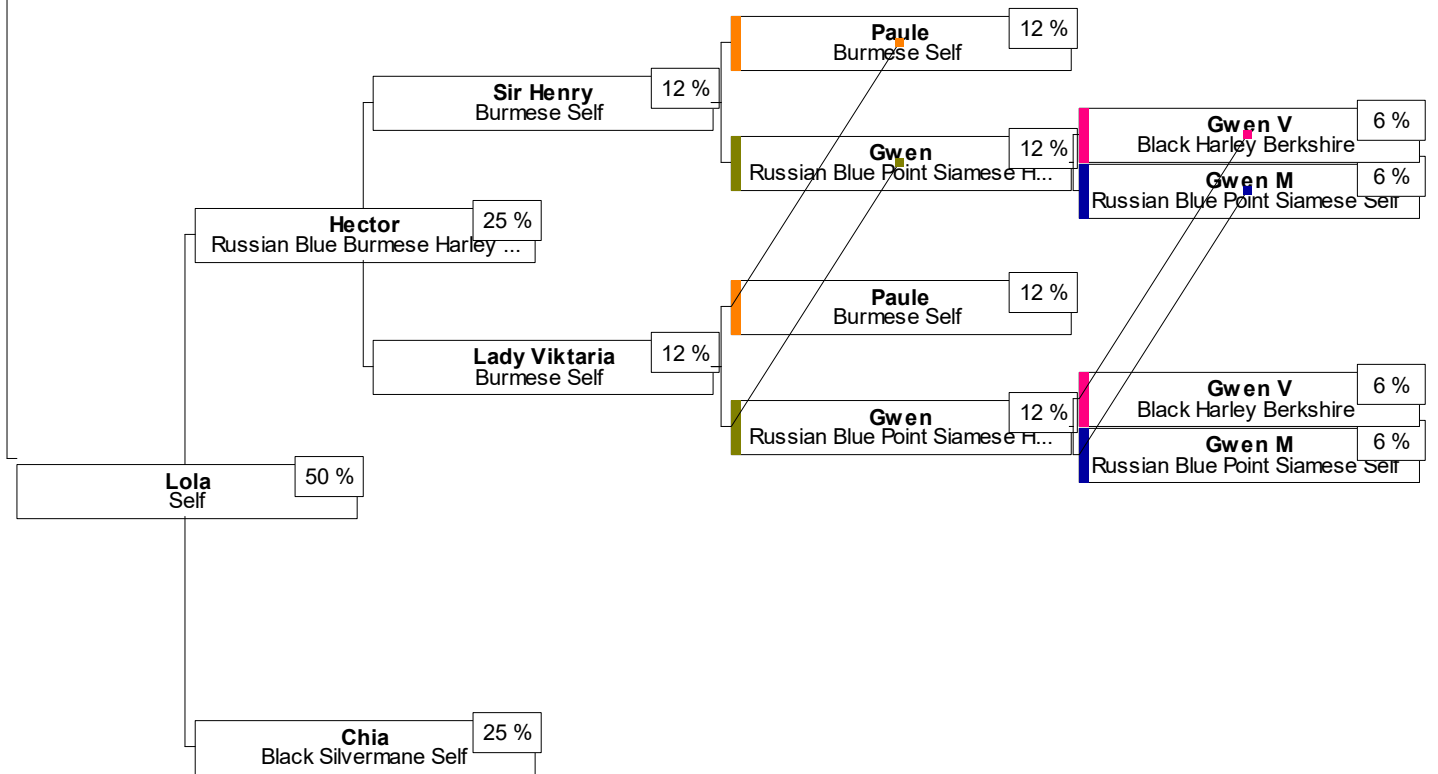 Paule
12 %
Burmese Self
Sir Henry
12 %
Burmese Self
Gwen V
6 %
Black Harley Berkshire
Gwen
12 %
Russian Blue Point Siamese H...
Gwen M
6 %
Russian Blue Point Siamese Self
Hector
25 %
Russian Blue Burmese Harley ...
Paule
12 %
Burmese Self
Lady Viktaria
12 %
Burmese Self
Gwen V
6 %
Black Harley Berkshire
Gwen
12 %
Russian Blue Point Siamese H...
Gwen M
6 %
Russian Blue Point Siamese Self
Lola
50 %
Self
Chia
25 %
Black Silvermane Self